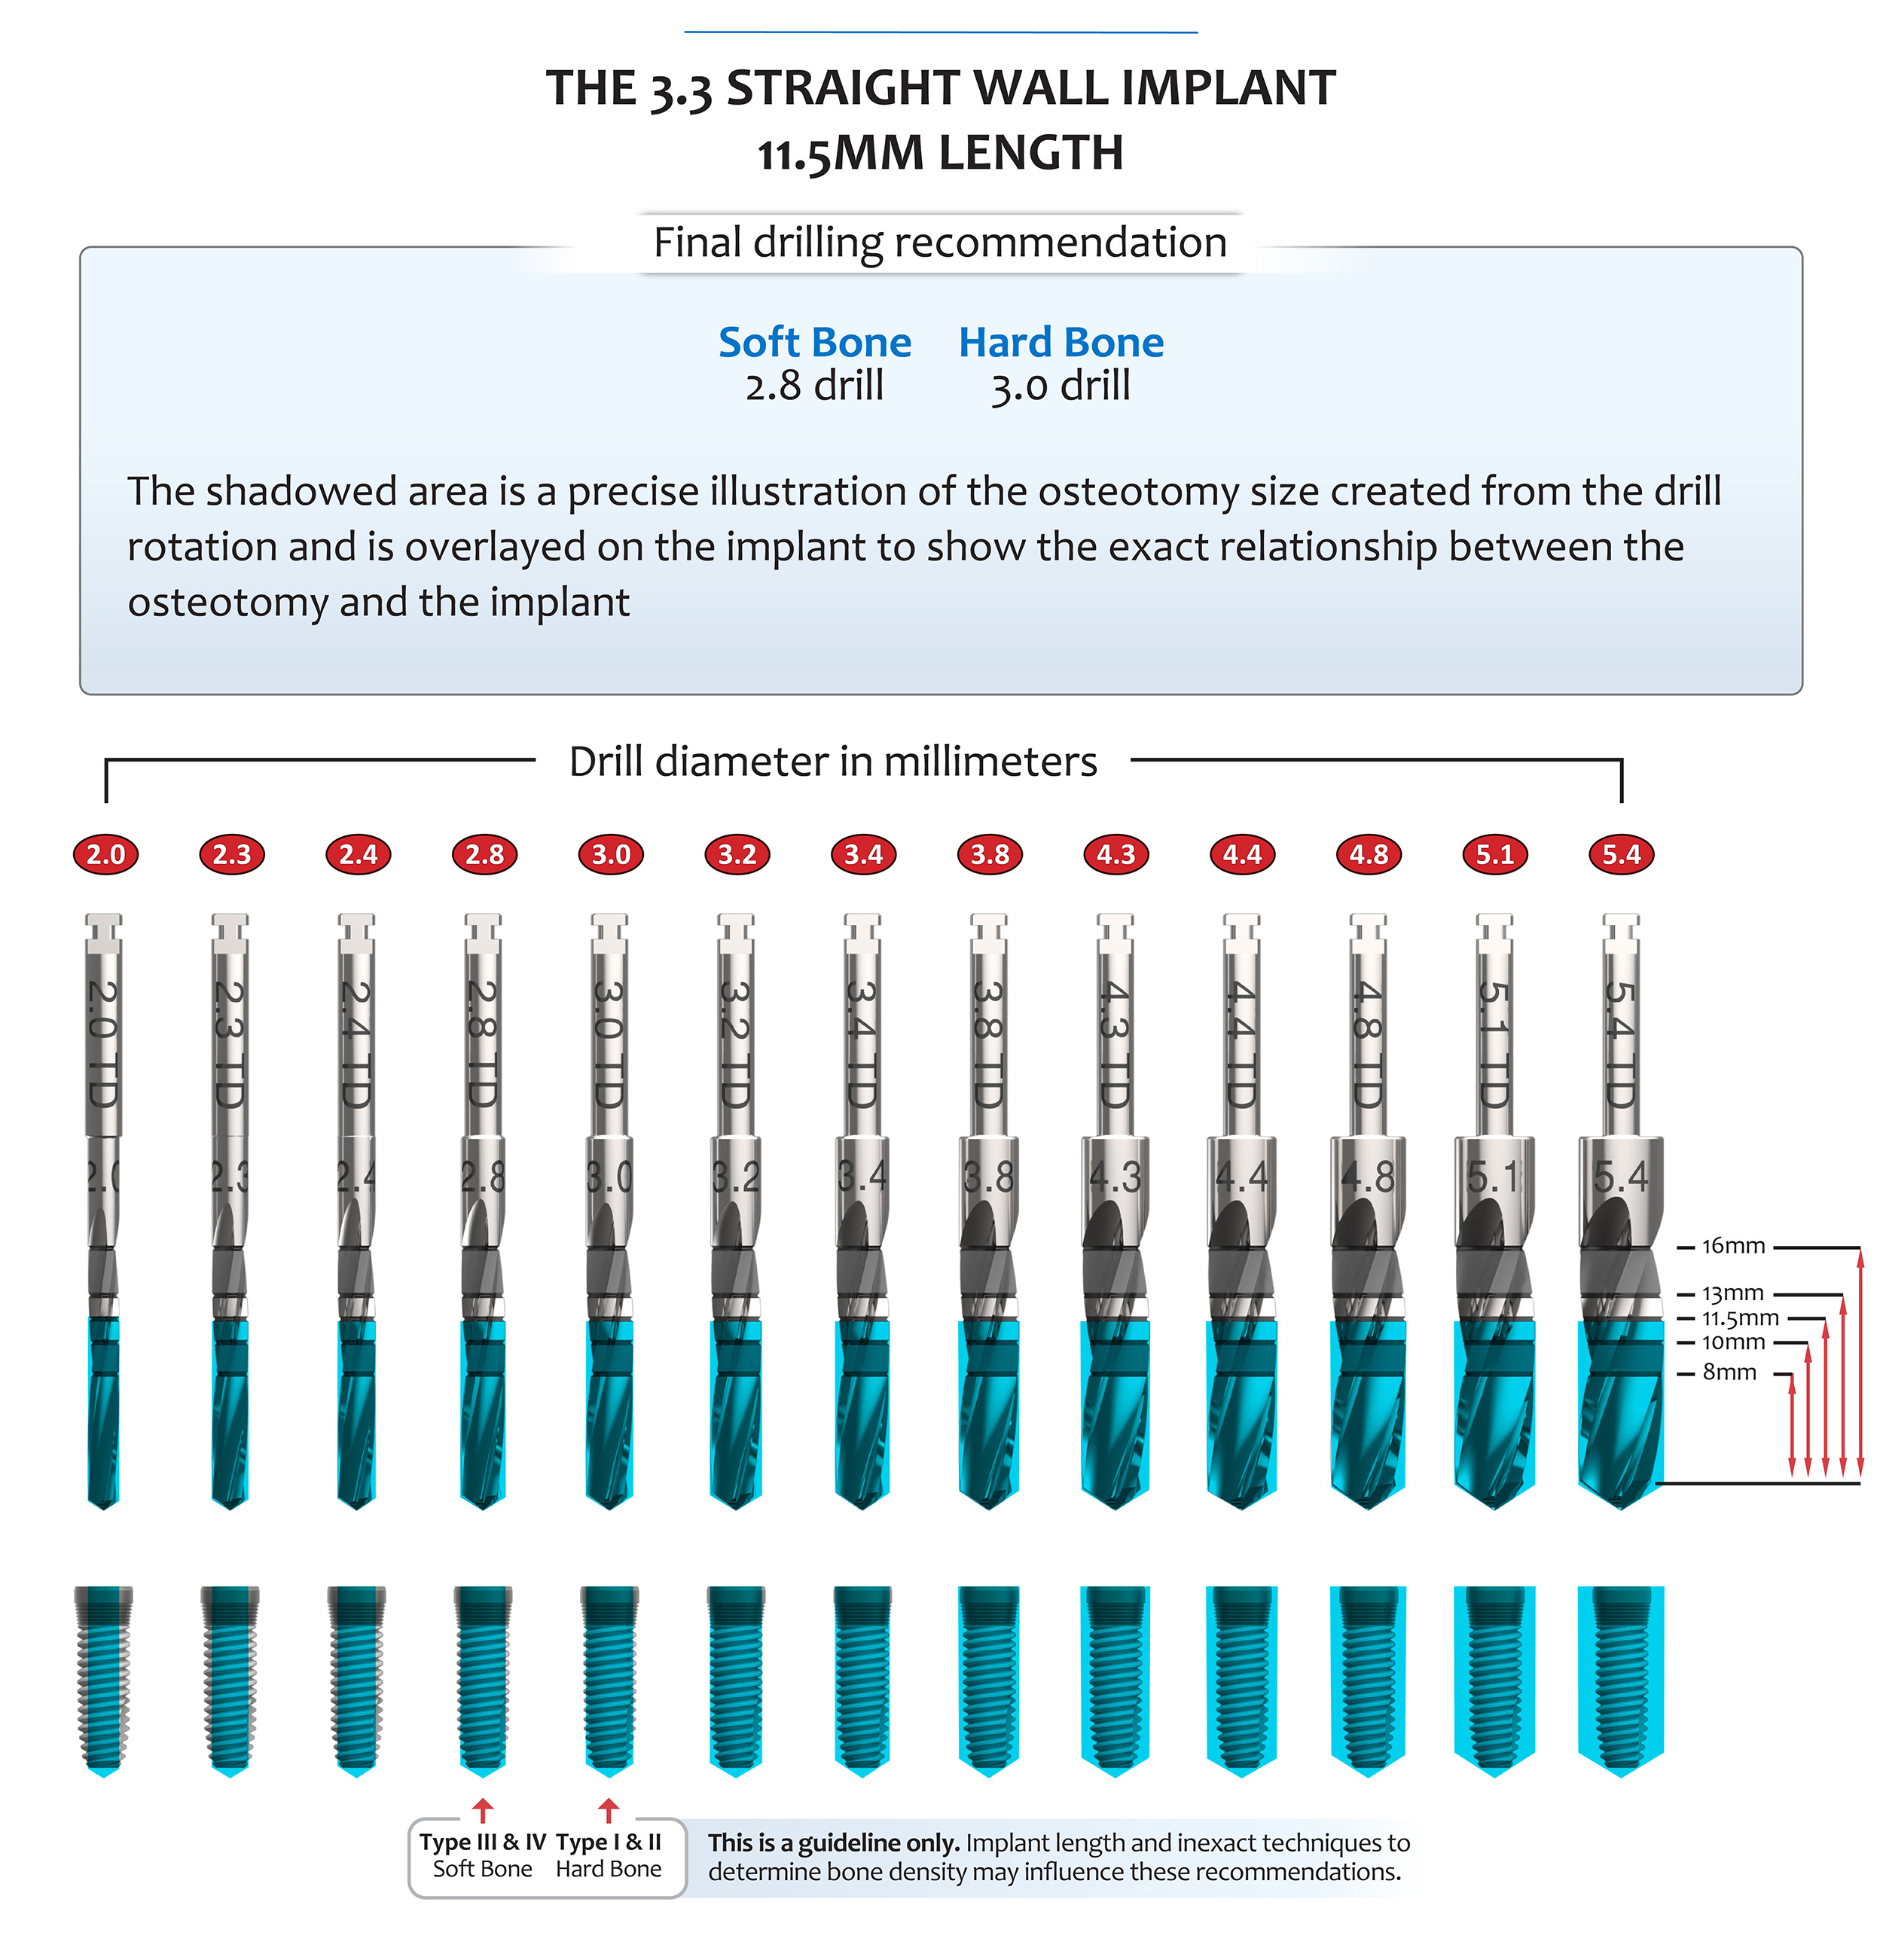 THE 3.3 STRAIGHT WALL IMPLANT
11.5MM LENGTH
Final drilling recommendation
Soft Bone Hard Bone
2.8 drill 3.0 drill
The shadowed area is a precise illustration of the osteotomy size created from the drill
rotation and is overlayed on the implant to show the exact relationship between the
osteotomy and the implant
Drill diameter in millimeters
2.0 2.3 2.4 2.8 3.0 3.2 3.4 3.8 4.3 4.4 4.8 5.1 5.4
2.0 TD 2.3 TD 2.4 TD 2.8 TD 3.0 TD 3.2 TD 3.4 TD 3.8 TD 4.3 TD 4.4 TD 4.8 TD 5.1 TD 5.4 TD
2.0 2.3 2.4 2.8 3.0 3.2 3.4 3.8 4.3 4.4 4.8 5.1 5.4
16mm
13mm
11.5mm
10mm
8mm
Type III & IV Type I & II
Soft Bone Hard Bone
This is a guideline only. Implant length and inexact techniques to
determine bone density may influence these recommendations.